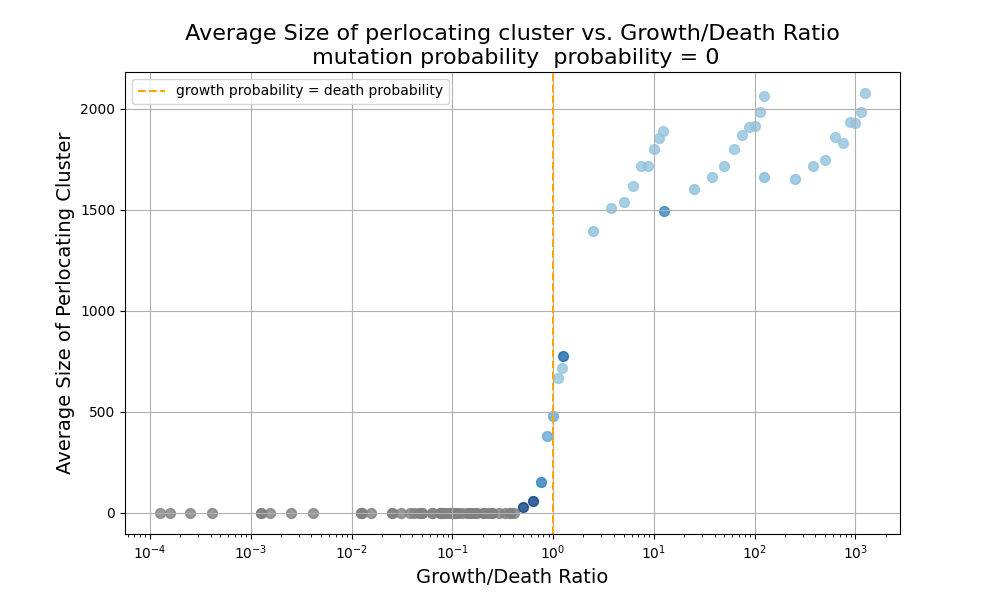 Average Size of perlocating cluster vs. Growth/Death Ratio
mutation probability  probability = 0
growth probability = death probability
Average Size of Perlocating Cluster
2000
1500
1000
500
0
10⁻⁴ 10⁻³ 10⁻² 10⁻¹ 10⁰ 10¹ 10² 10³
Growth/Death Ratio